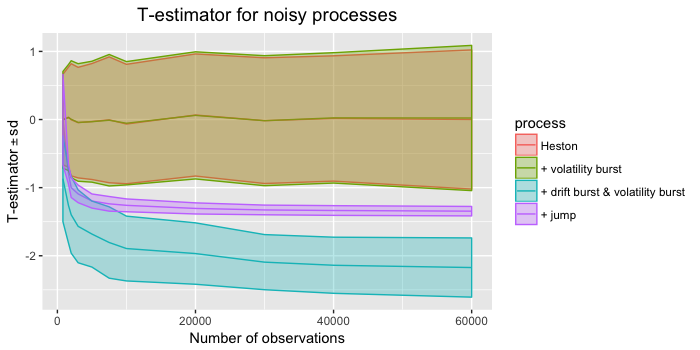 T-estimator for noisy processes
T-estimator ± sd
1
0
-1
-2
0
20000
40000
60000
Number of observations
process
Heston
+ volatility burst
+ drift burst & volatility burst
+ jump